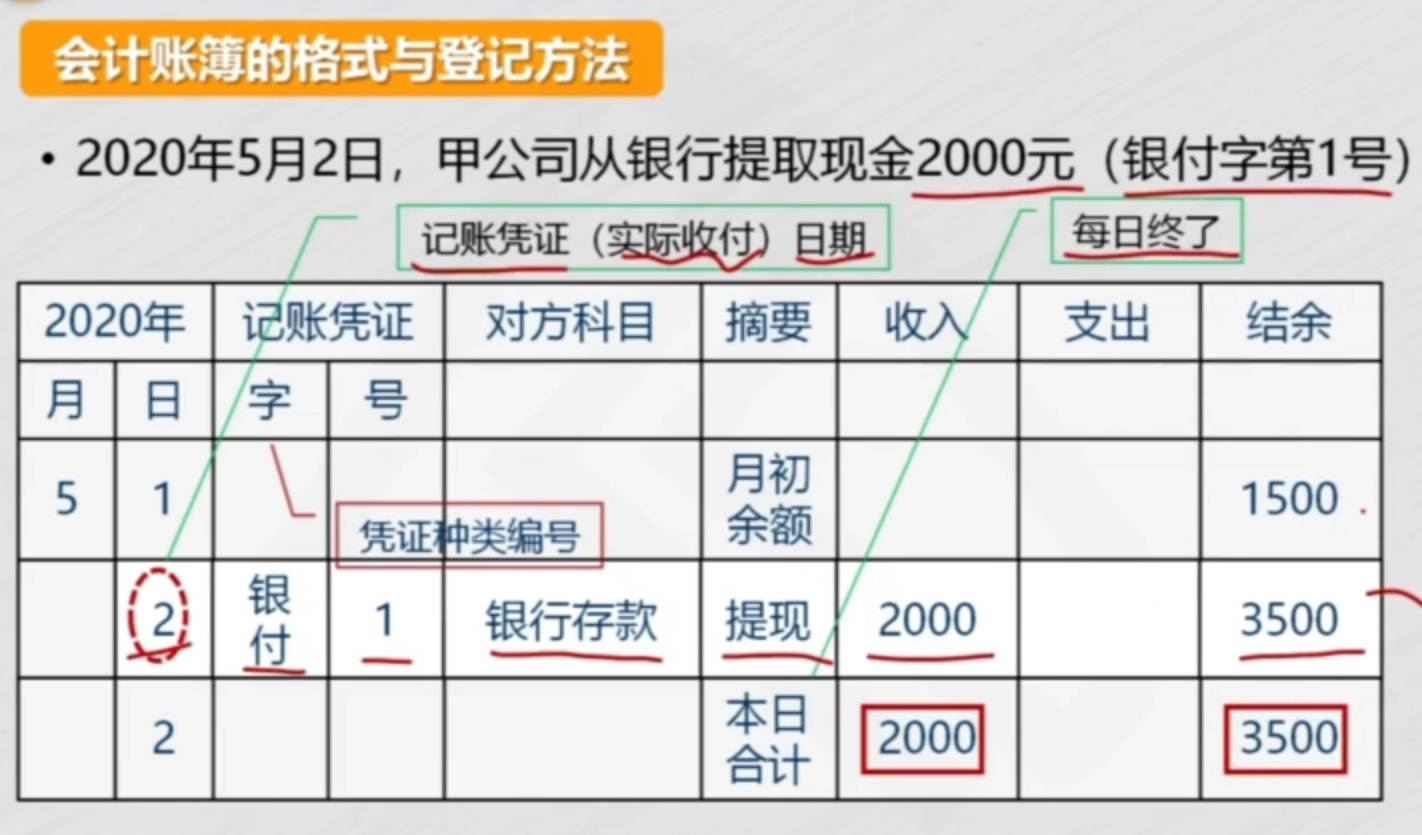 会计账簿的格式与登记方法
• 2020年5月2日，甲公司从银行提取现金2000元（银付字第1号）
记账凭证（实际收付）日期
每日终了
2020年 记账凭证 对方科目 摘要 收入 支出 结余
月 日 字 号
5 1 月初余额 1500
凭证种类编号
2 银付 1 银行存款 提现 2000 3500
2 本日合计 2000 3500